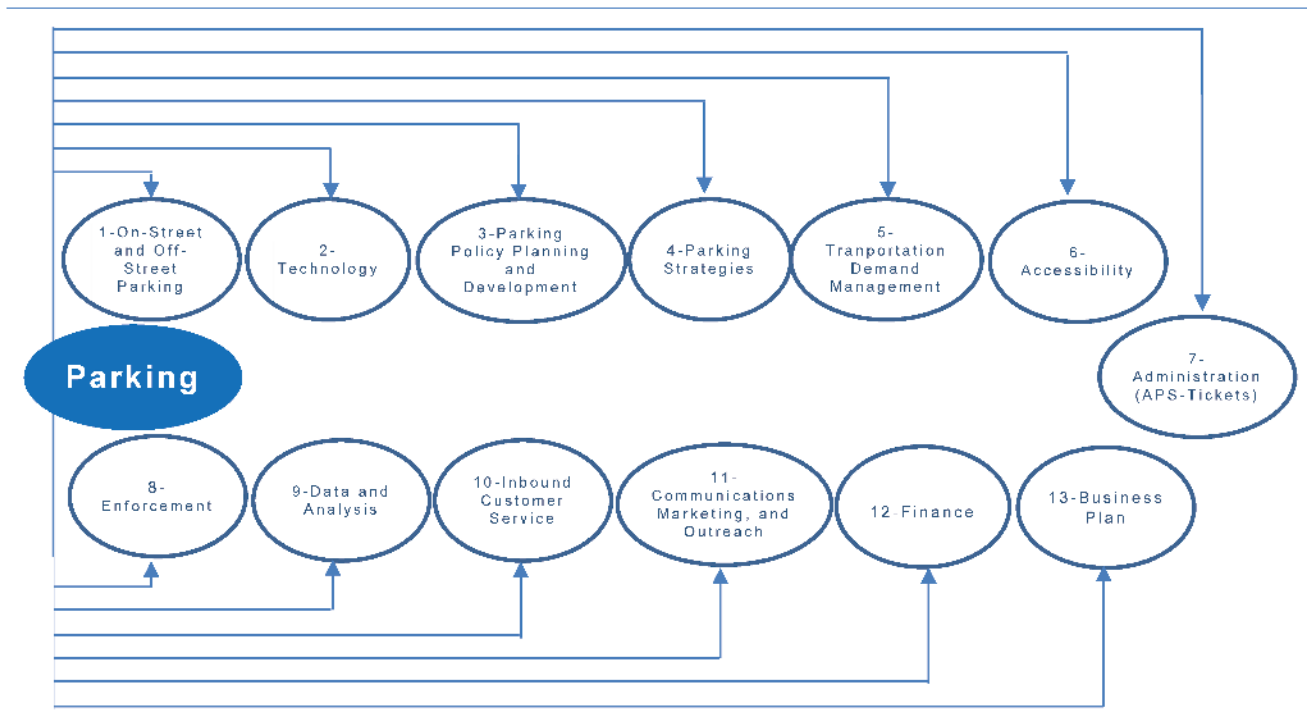 1-On-Street
and Off-
Street
Parking
2-
Technology
3-Parking
Policy Planning
and
Development
4-Parking
Strategies
5-
Tranportation
Demand
Management
6-
Accessibility
7-
Administration
(APS-Tickets)
Parking
8-
Enforcement
9-Data and
Analysis
10-Inbound
Customer
Service
11-
Communications
Marketing, and
Outreach
12-Finance
13-Business
Plan